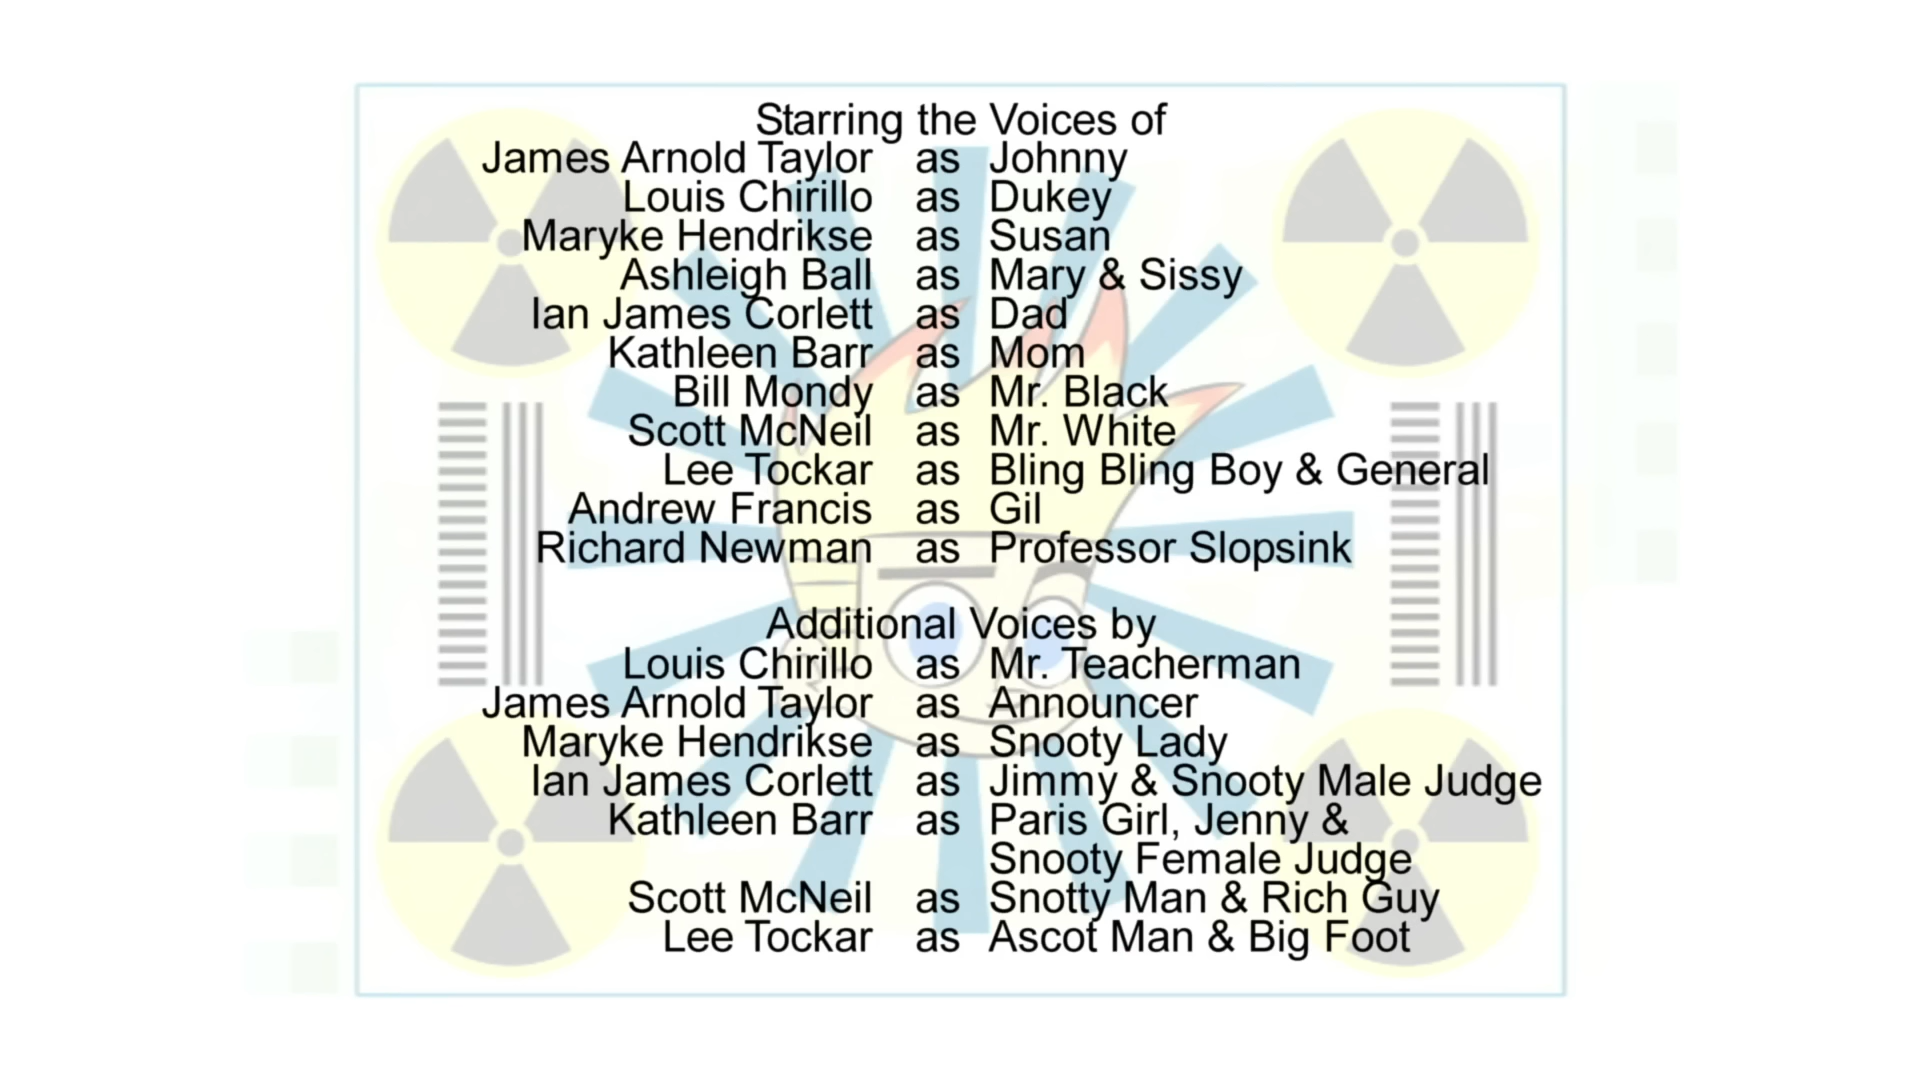 Starring the Voices of
James Arnold Taylor as Johnny
Louis Chirillo as Dukey
Maryke Hendrikse as Susan
Ashleigh Ball as Mary & Sissy
Ian James Corlett as Dad
Kathleen Barr as Mom
Bill Mondy as Mr. Black
Scott McNeil as Mr. White
Lee Tockar as Bling Bling Boy & General
Andrew Francis as Gil
Richard Newman as Professor Slopsink
Additional Voices by
Louis Chirillo as Mr. Teacherman
James Arnold Taylor as Announcer
Maryke Hendrikse as Snooty Lady
Ian James Corlett as Jimmy & Snooty Male Judge
Kathleen Barr as Paris Girl, Jenny &
Snooty Female Judge
Scott McNeil as Snotty Man & Rich Guy
Lee Tockar as Ascot Man & Big Foot